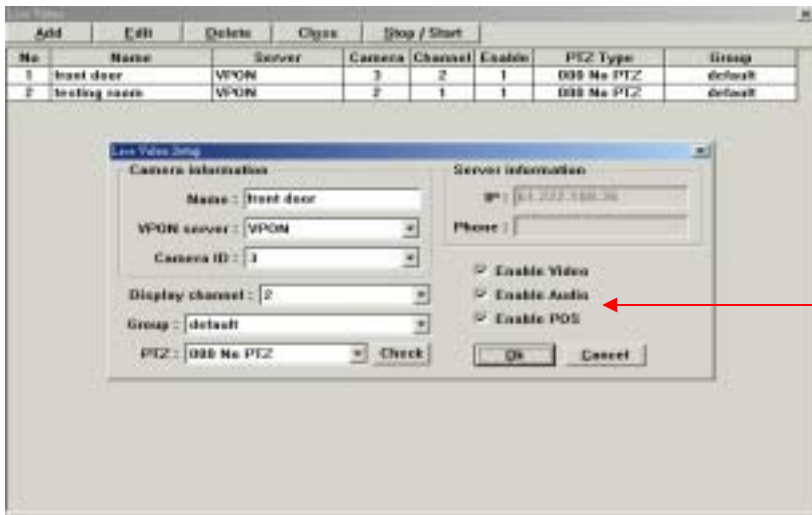 Live Video
Add Edit Delete Close Stop / Start
No Name Server Camera Channel Enable PTZ Type Group
1 front door VPON 3 2 1 000 No PTZ default
2 testing room VPON 2 1 1 000 No PTZ default
Live Video Setup
Camera information
Name : front door
VPON server : VPON
Camera ID : 3
Display channel : 2
Group : default
PTZ : 000 No PTZ Check
Server information
IP :
Phone :
Enable Video
Enable Audio
Enable POS
Ok Cancel